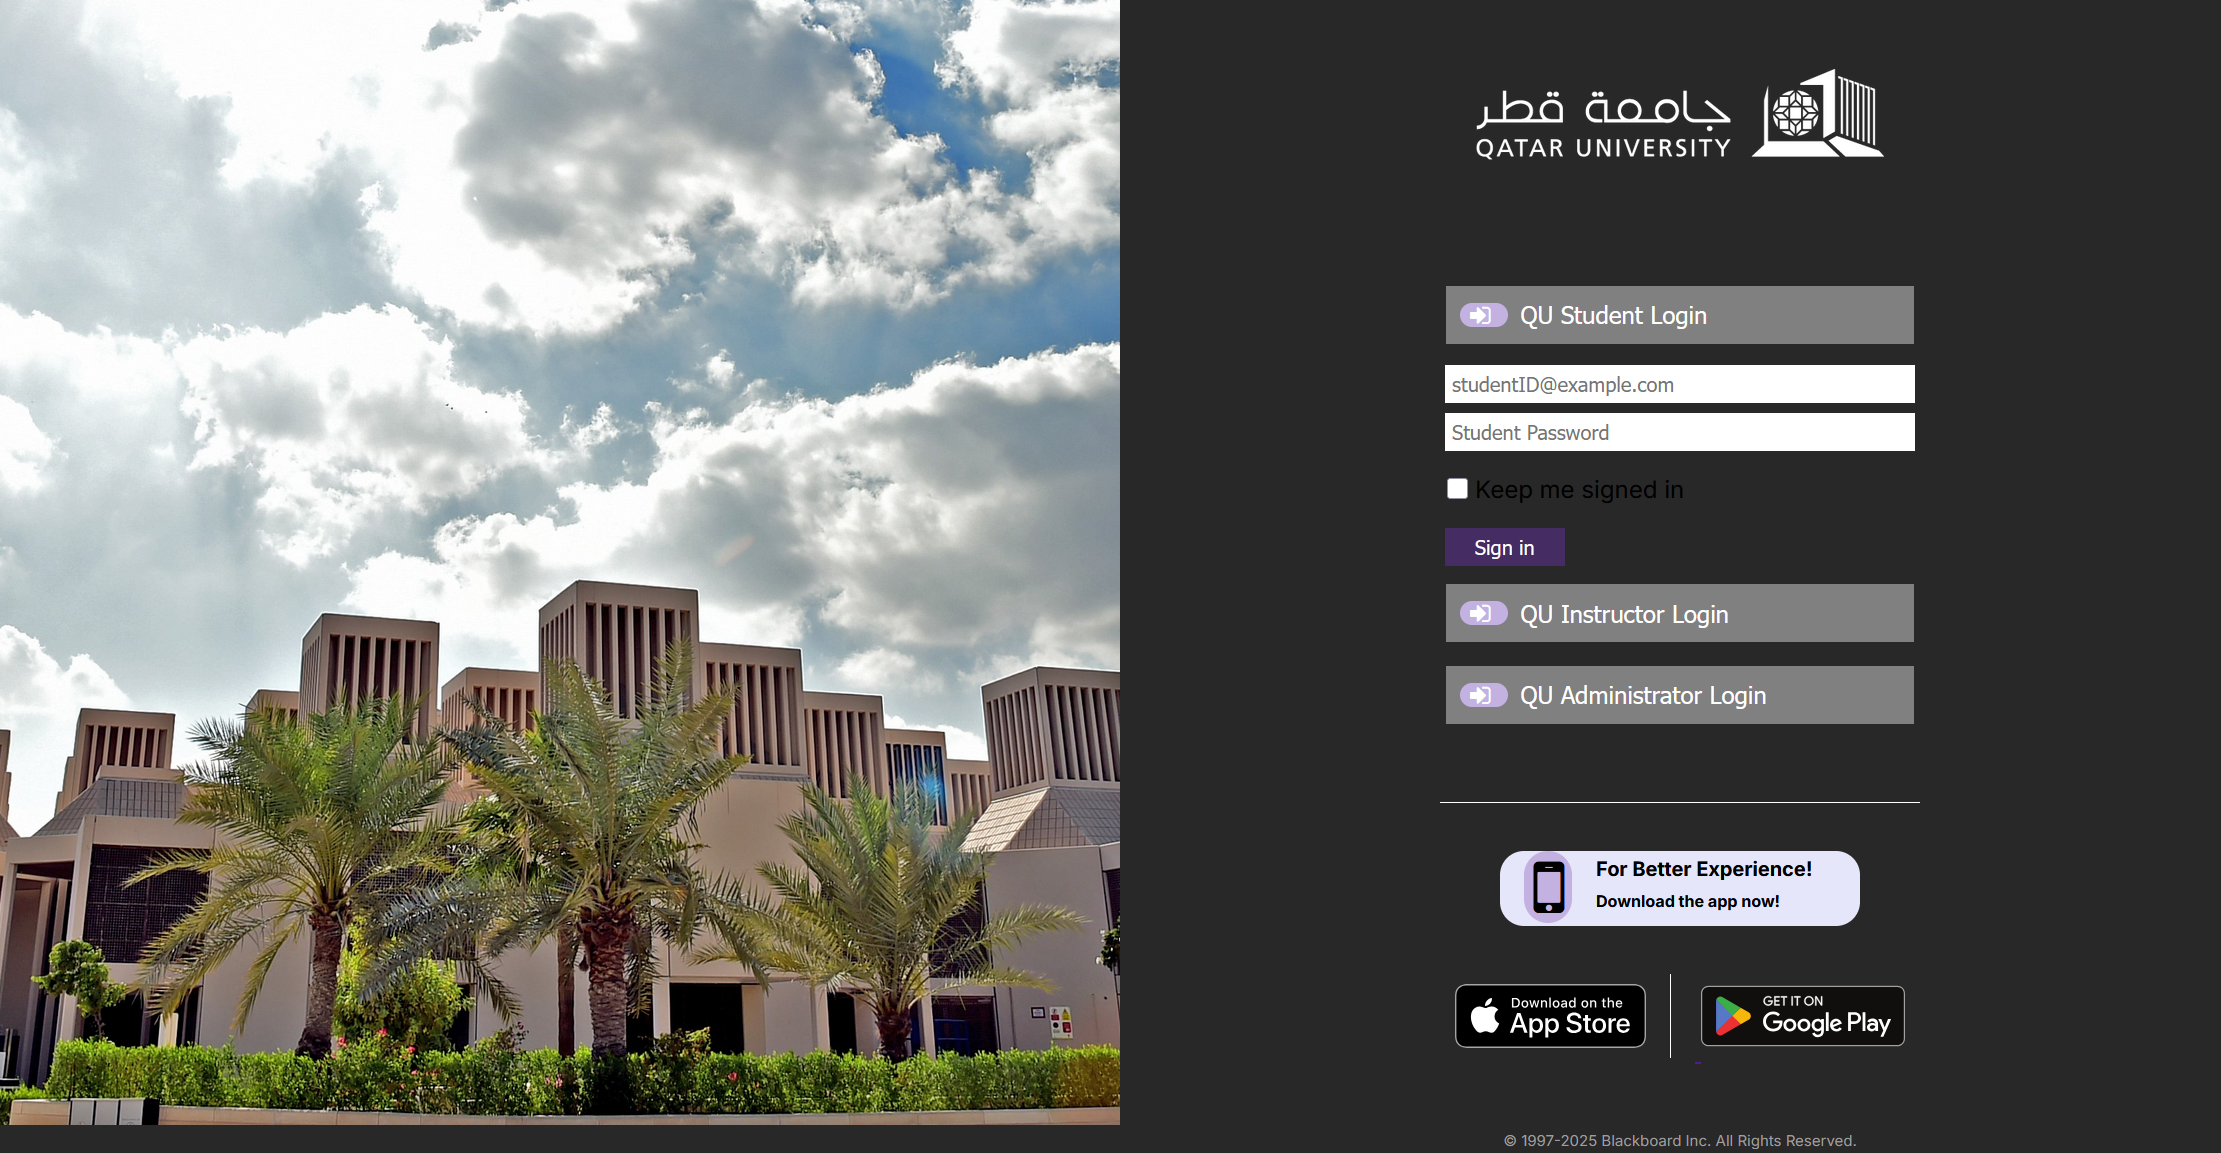 جامعة قطر
QATAR UNIVERSITY
QU Student Login
studentID@example.com
Student Password
Keep me signed in
Sign in
QU Instructor Login
QU Administrator Login
For Better Experience!
Download the app now!
Download on the
App Store
GET IT ON
Google Play
© 1997-2025 Blackboard Inc. All Rights Reserved.